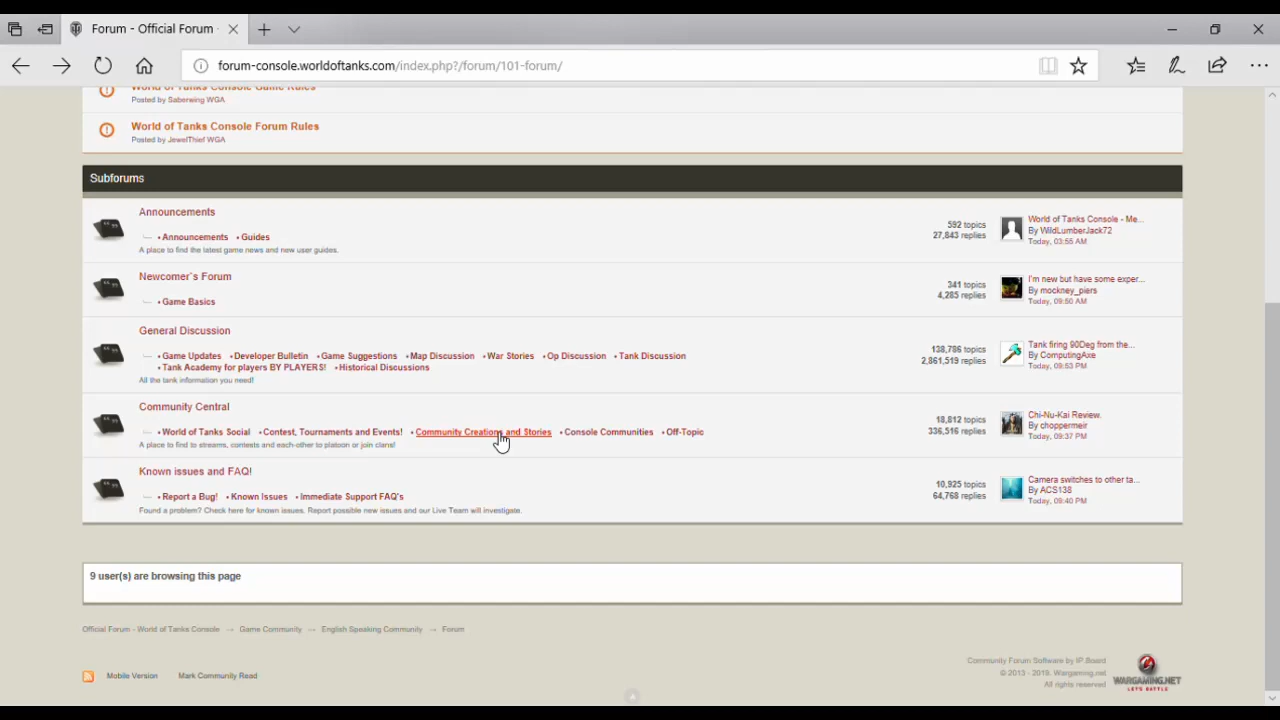 Forum - Official Forum
forum-console.worldoftanks.com/index.php?/forum/101-forum/
World of Tanks Console Game Rules
Posted by Saberwing WGA
World of Tanks Console Forum Rules
Posted by JewelThief WGA
Subforums
Announcements
• Announcements • Guides
A place to find the latest game news and new user guides.
592 topics
27,843 replies
World of Tanks Console - Me...
By WildLumberJack72
Today, 03:55 AM
Newcomer`s Forum
• Game Basics
341 topics
4,285 replies
I'm new but have some exper...
By mockney_piers
Today, 09:50 AM
General Discussion
• Game Updates • Developer Bulletin • Game Suggestions • Map Discussion • War Stories • Op Discussion • Tank Discussion
• Tank Academy for players BY PLAYERS! • Historical Discussions
All the tank information you need!
138,786 topics
2,861,519 replies
Tank firing 90Deg from the...
By ComputingAxe
Today, 09:53 PM
Community Central
• World of Tanks Social • Contest, Tournaments and Events! • Community Creations and Stories • Console Communities • Off-Topic
A place to find to streams, contests and each-other to platoon or join clans!
18,812 topics
336,516 replies
Chi-Nu-Kai Review.
By choppermeir
Today, 09:37 PM
Known issues and FAQ!
• Report a Bug! • Known Issues • Immediate Support FAQ's
Found a problem? Check here for known issues. Report possible new issues and our Live Team will investigate.
10,925 topics
64,768 replies
Camera switches to other ta...
By ACS138
Today, 09:40 PM
9 user(s) are browsing this page
Official Forum - World of Tanks Console → Game Community → English Speaking Community → Forum
Mobile Version Mark Community Read
Community Forum Software by IP.Board
© 2013 - 2019. Wargaming.net
All rights reserved
WARGAMING.NET
LET'S BATTLE